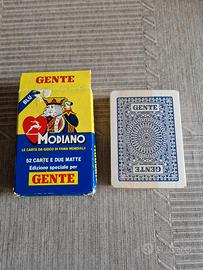 GENTE
BLU
MODIANO
LE CARTE DA GIOCO DI FAMA MONDIALE
52 CARTE E DUE MATTE
Edizione speciale per
GENTE
GENTE
GENTE